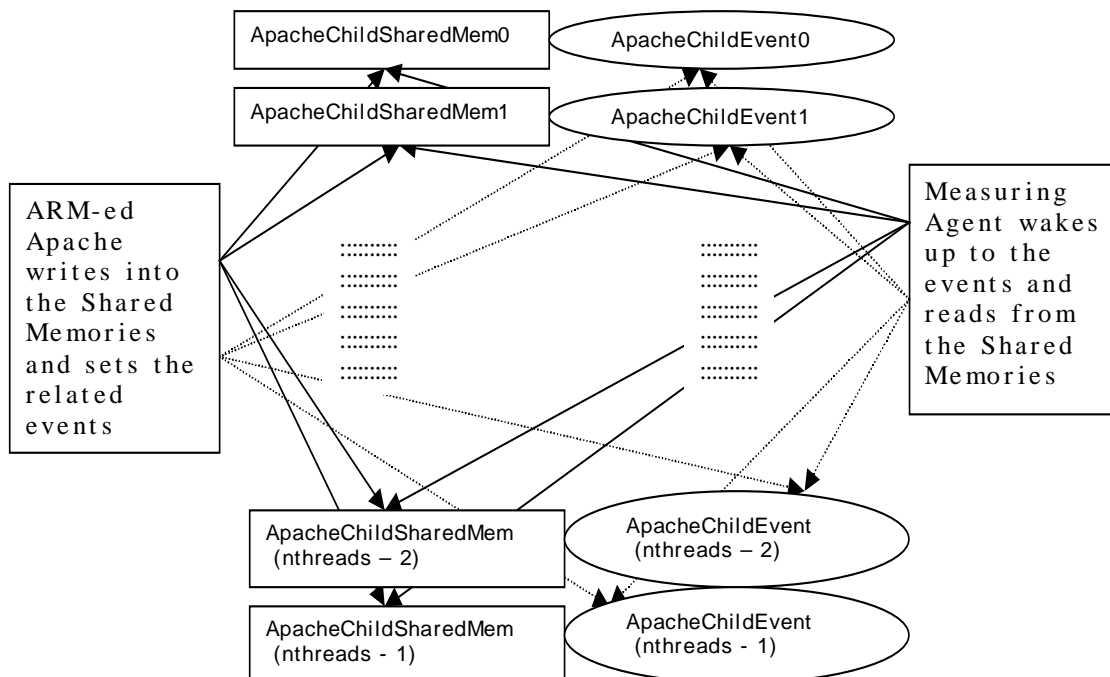 ApacheChildSharedMem0
ApacheChildEvent0
ApacheChildSharedMem1
ApacheChildEvent1
ARM-ed
Apache
writes into
the Shared
Memories
and sets the
related
events
Measuring
Agent wakes
up to the
events and
reads from
the Shared
Memories
ApacheChildSharedMem
(nthreads – 2)
ApacheChildEvent
(nthreads – 2)
ApacheChildSharedMem
(nthreads - 1)
ApacheChildEvent
(nthreads - 1)